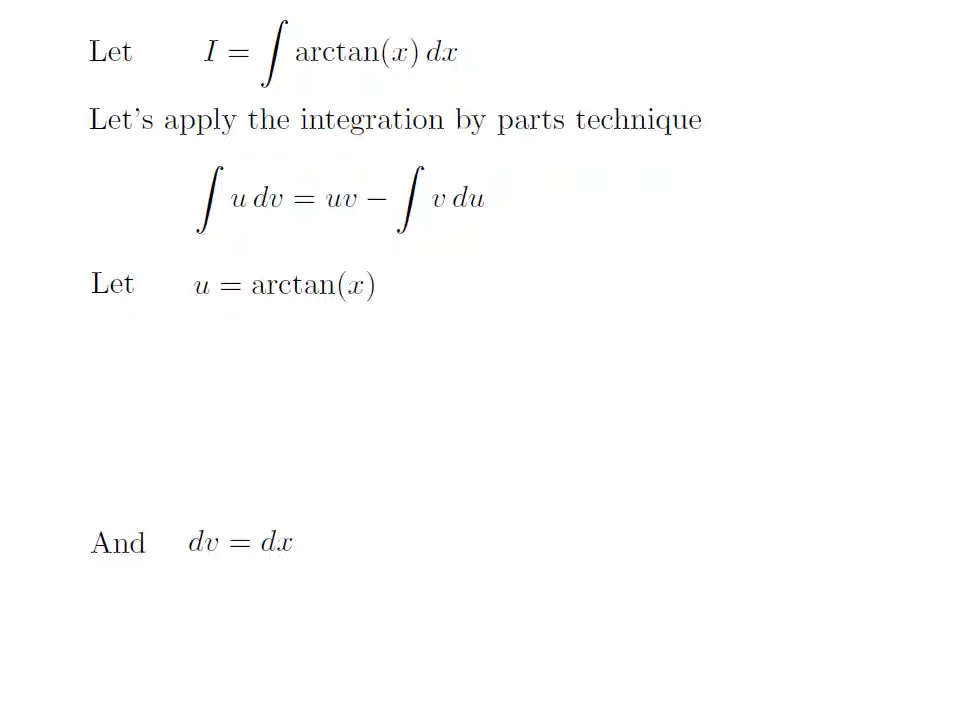 Let I = ∫ arctan(x) dx
Let's apply the integration by parts technique
∫ u dv = uv − ∫ v du
Let u = arctan(x)
And dv = dx